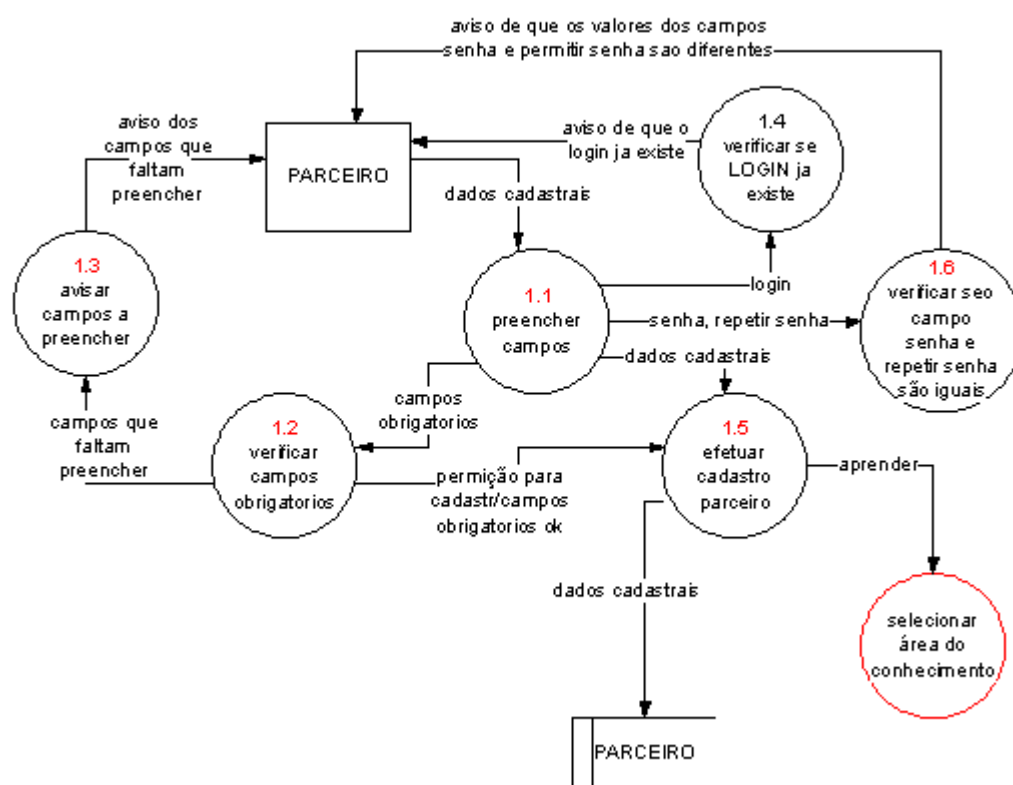 aviso de que os valores dos campos
senha e permitir senha sao diferentes
aviso dos
campos que
faltam
preencher
PARCEIRO
aviso de que o
login ja existe
1.4
verificar se
LOGIN ja
existe
dados cadastrais
1.3
avisar
campos a
preencher
1.1
preencher
campos
login
senha, repetir senha
1.6
verificar seo
campo
senha e
repetir senha
são iguais
dados cadastrais
campos
obrigatorios
campos que
faltam
preencher
1.2
verificar
campos
obrigatorios
permição para
cadastr/campos
obrigatorios ok
1.5
efetuar
cadastro
parceiro
aprender
dados cadastrais
selecionar
área do
conhecimento
PARCEIRO